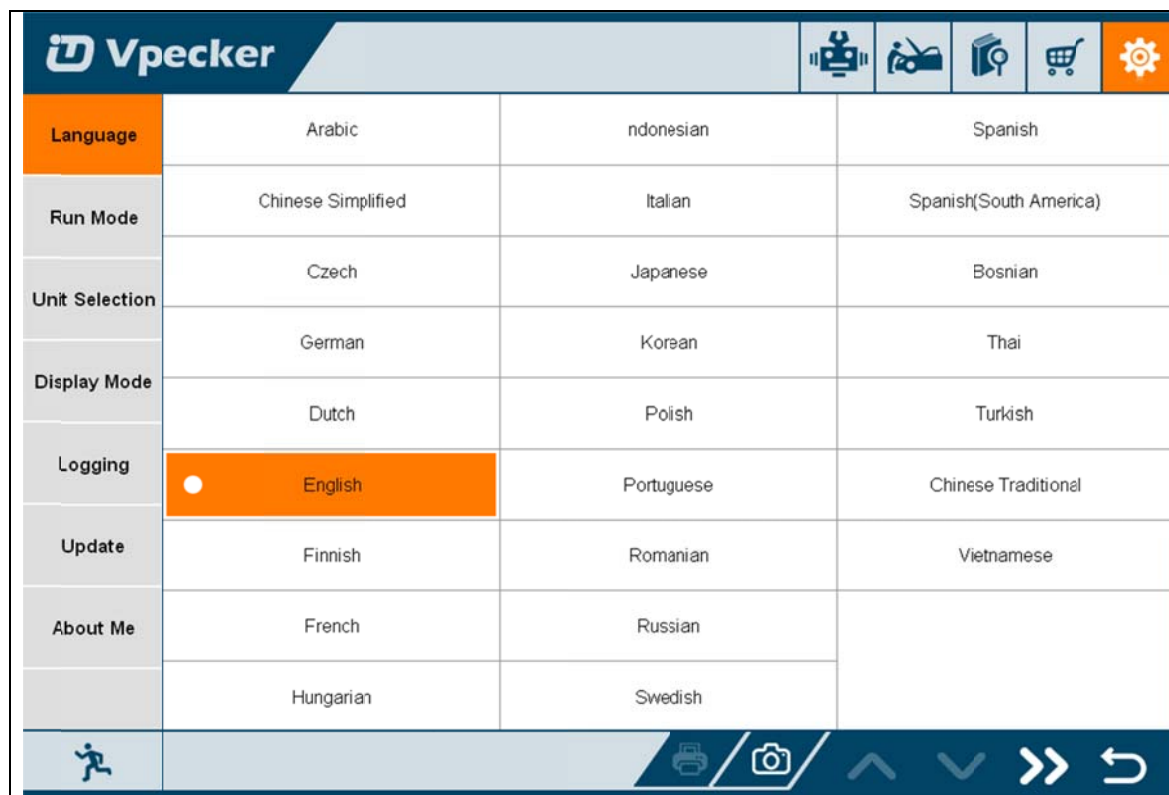 Vpecker
Language
Arabic
ndonesian
Spanish
Run Mode
Chinese Simplified
Italian
Spanish(South America)
Czech
Japanese
Bosnian
Unit Selection
German
Korean
Thai
Display Mode
Dutch
Polish
Turkish
Logging
English
Portuguese
Chinese Traditional
Update
Finnish
Romanian
Vietnamese
About Me
French
Russian
Hungarian
Swedish